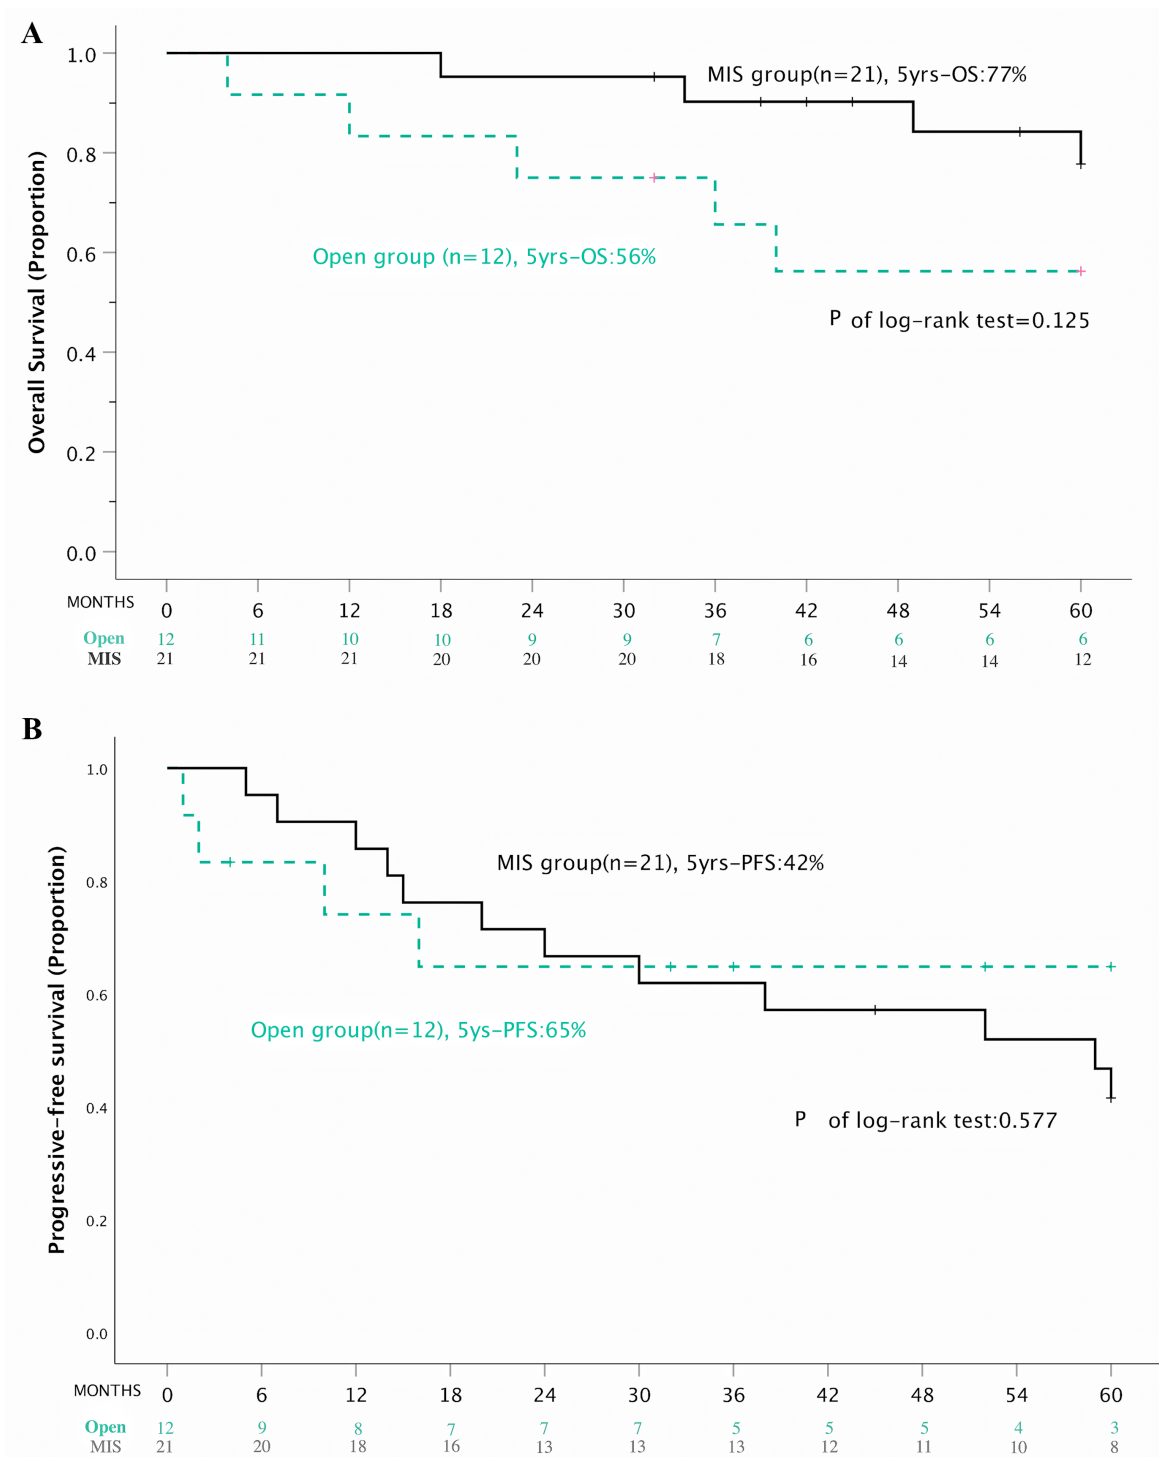 A
1.0
MIS group(n=21), 5yrs-OS:77%
0.8
Open group (n=12), 5yrs-OS:56%
0.6
P of log-rank test=0.125
0.4
0.2
0.0
Overall Survival (Proportion)
MONTHS 0 6 12 18 24 30 36 42 48 54 60
Open 12 11 10 10 9 9 7 6 6 6 6
MIS 21 21 21 20 20 20 18 16 14 14 12
B
1.0
MIS group(n=21), 5yrs-PFS:42%
0.8
0.6
Open group(n=12), 5ys-PFS:65%
0.4
P of log-rank test:0.577
0.2
0.0
Progressive-free survival (Proportion)
MONTHS 0 6 12 18 24 30 36 42 48 54 60
Open 12 9 8 7 7 7 5 5 5 4 3
MIS 21 20 18 16 13 13 13 12 11 10 8